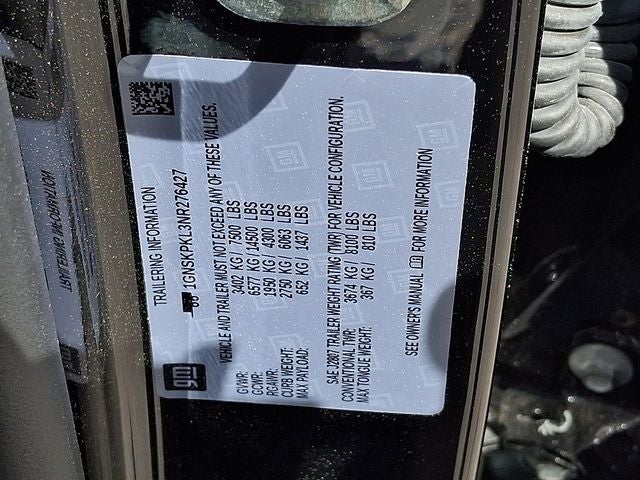 gm
TRAILERING INFORMATION
1GNSKPKL3NR276427
VEHICLE AND TRAILER MUST NOT EXCEED ANY OF THESE VALUES.
GVWR: 3402 KG / 7500 LBS
GCWR: 6577 KG / 14500 LBS
RGAWR: 1950 KG / 4300 LBS
CURB WEIGHT: 2750 KG / 6063 LBS
MAX PAYLOAD: 652 KG / 1437 LBS
SAE J2807 TRAILER WEIGHT RATING (TWR) FOR VEHICLE CONFIGURATION.
CONVENTIONAL TWR: 3674 KG / 8100 LBS
MAX TONGUE WEIGHT: 367 KG / 810 LBS
SEE OWNER'S MANUAL FOR MORE INFORMATION